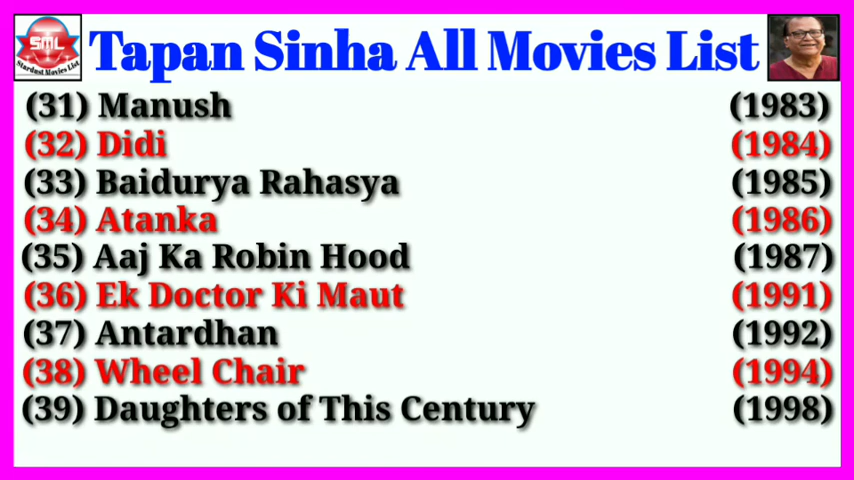 SML
Stardust Movies List
Tapan Sinha All Movies List
(31) Manush (1983)
(32) Didi (1984)
(33) Baidurya Rahasya (1985)
(34) Atanka (1986)
(35) Aaj Ka Robin Hood (1987)
(36) Ek Doctor Ki Maut (1991)
(37) Antardhan (1992)
(38) Wheel Chair (1994)
(39) Daughters of This Century (1998)